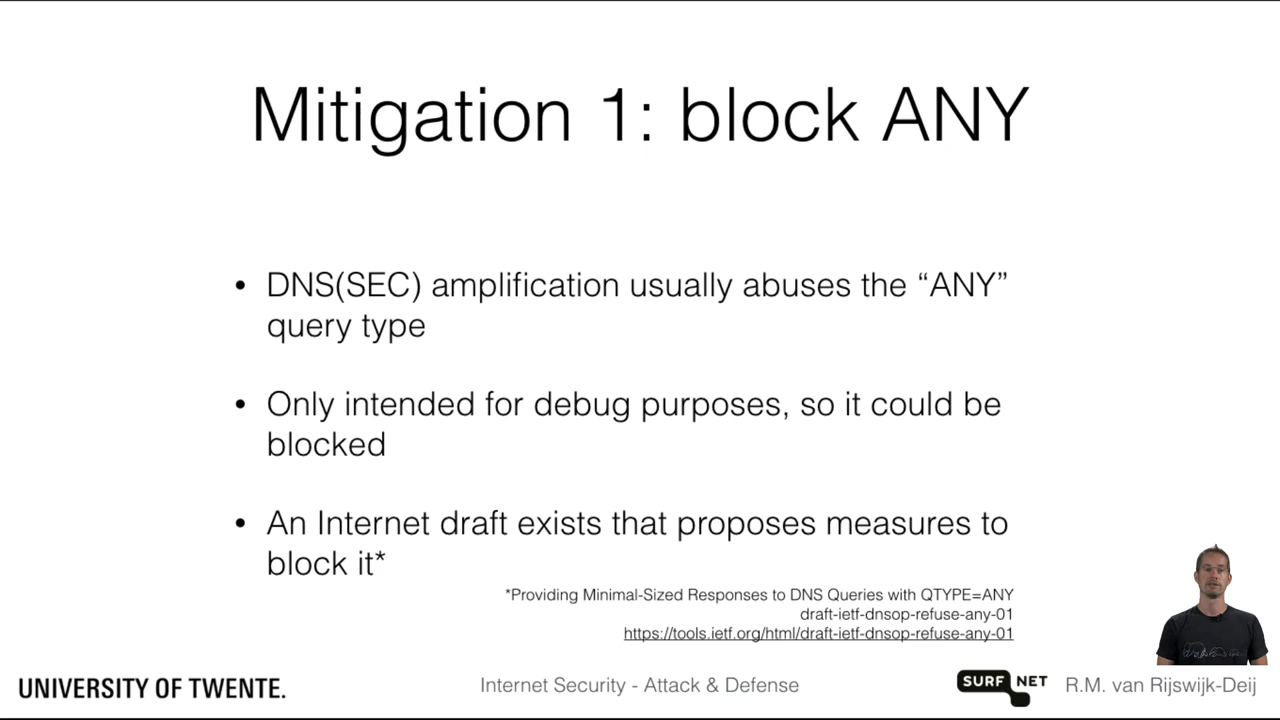 Mitigation 1: block ANY
• DNS(SEC) amplification usually abuses the “ANY”
query type
• Only intended for debug purposes, so it could be
blocked
• An Internet draft exists that proposes measures to
block it*
*Providing Minimal-Sized Responses to DNS Queries with QTYPE=ANY
draft-ietf-dnsop-refuse-any-01
https://tools.ietf.org/html/draft-ietf-dnsop-refuse-any-01
UNIVERSITY OF TWENTE.
Internet Security - Attack & Defense
SURF NET
R.M. van Rijswijk-Deij